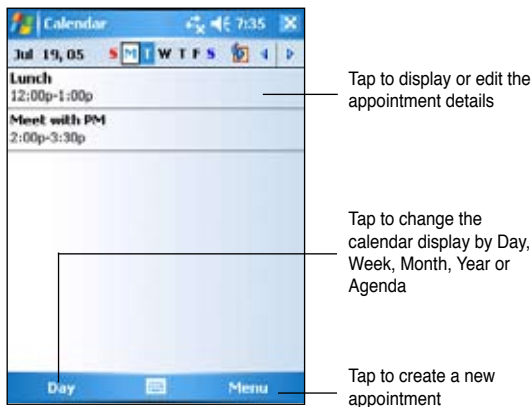 Calendar 7:35
Jul 19, 05 S M T W T F S
Lunch
12:00p-1:00p
Meet with PM
2:00p-3:30p
Day Menu
Tap to display or edit the
appointment details
Tap to change the
calendar display by Day,
Week, Month, Year or
Agenda
Tap to create a new
appointment